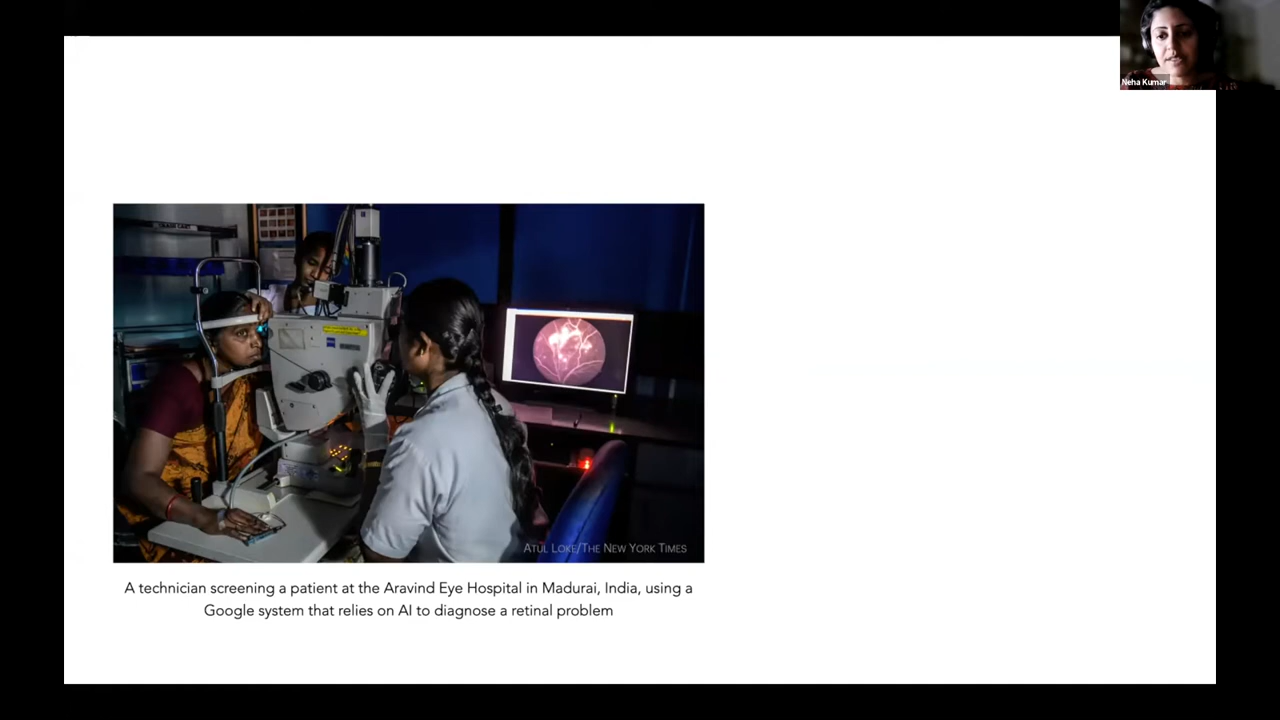 Neha Kumar
ATUL LOKE/THE NEW YORK TIMES
A technician screening a patient at the Aravind Eye Hospital in Madurai, India, using a
Google system that relies on AI to diagnose a retinal problem